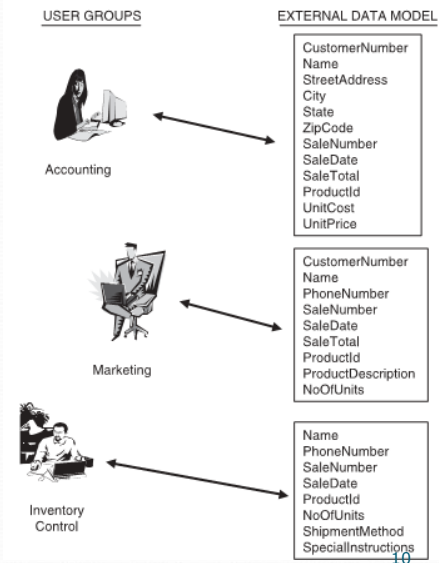 USER GROUPS
EXTERNAL DATA MODEL
CustomerNumber
Name
StreetAddress
City
State
ZipCode
SaleNumber
SaleDate
SaleTotal
ProductId
UnitCost
UnitPrice
Accounting
CustomerNumber
Name
PhoneNumber
SaleNumber
SaleDate
SaleTotal
ProductId
ProductDescription
NoOfUnits
Marketing
Name
PhoneNumber
SaleNumber
SaleDate
ProductId
NoOfUnits
ShipmentMethod
SpecialInstructions
Inventory
Control
10